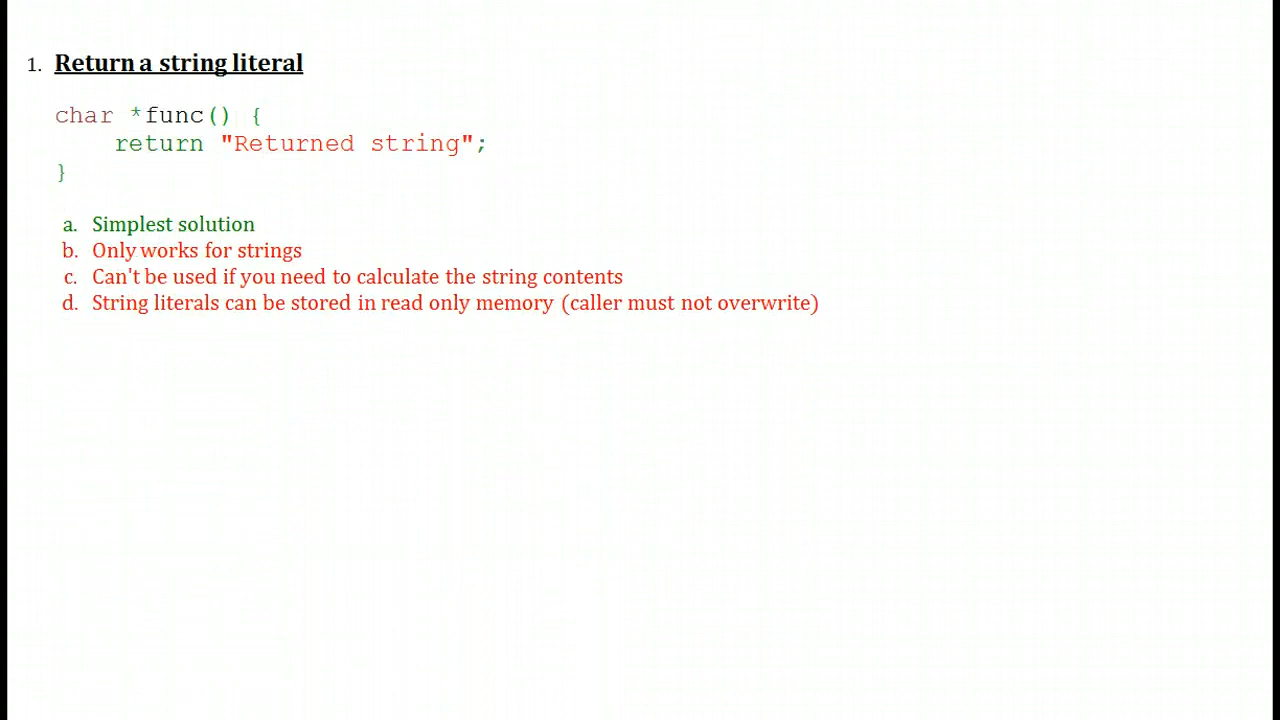 1. Return a string literal
char *func() {
    return "Returned string";
}
a. Simplest solution
b. Only works for strings
c. Can't be used if you need to calculate the string contents
d. String literals can be stored in read only memory (caller must not overwrite)